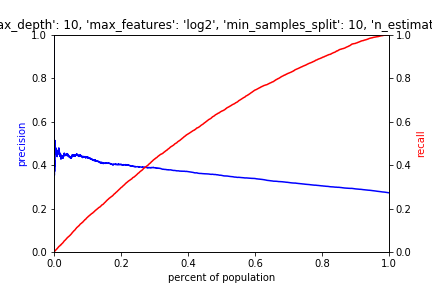 ax_depth': 10, 'max_features': 'log2', 'min_samples_split': 10, 'n_estimat
1.0
0.8
0.6
0.4
0.2
0.0
precision
1.0
0.8
0.6
0.4
0.2
0.0
recall
0.0 0.2 0.4 0.6 0.8 1.0
percent of population